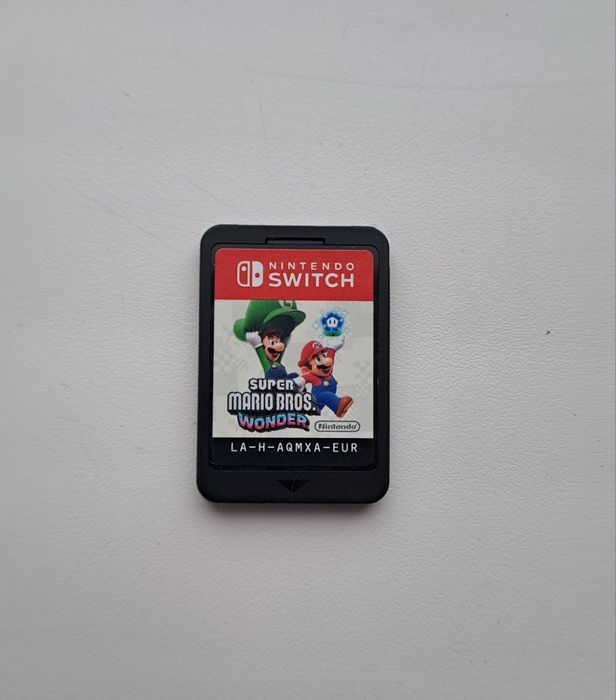 NINTENDO
SWITCH
L
SUPER
MARIO BROS.
WONDER
Nintendo
LA-H-AQMXA-EUR